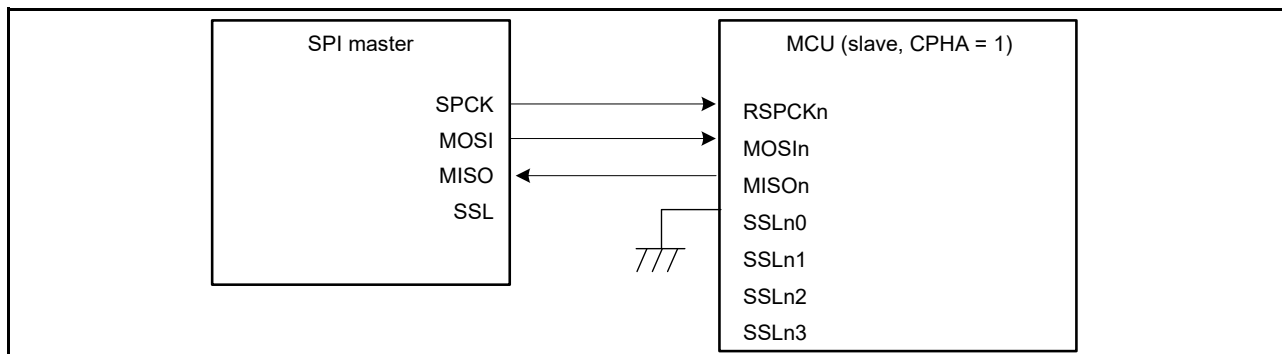 SPI master
SPCK
MOSI
MISO
SSL
MCU (slave, CPHA = 1)
RSPCKn
MOSIn
MISOn
SSLn0
SSLn1
SSLn2
SSLn3